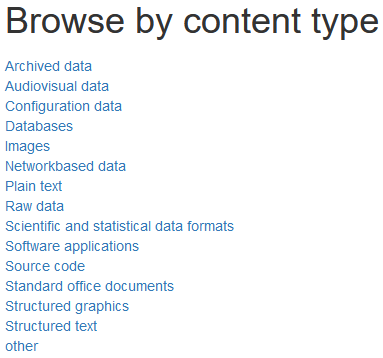 Browse by content type
Archived data
Audiovisual data
Configuration data
Databases
Images
Networkbased data
Plain text
Raw data
Scientific and statistical data formats
Software applications
Source code
Standard office documents
Structured graphics
Structured text
other